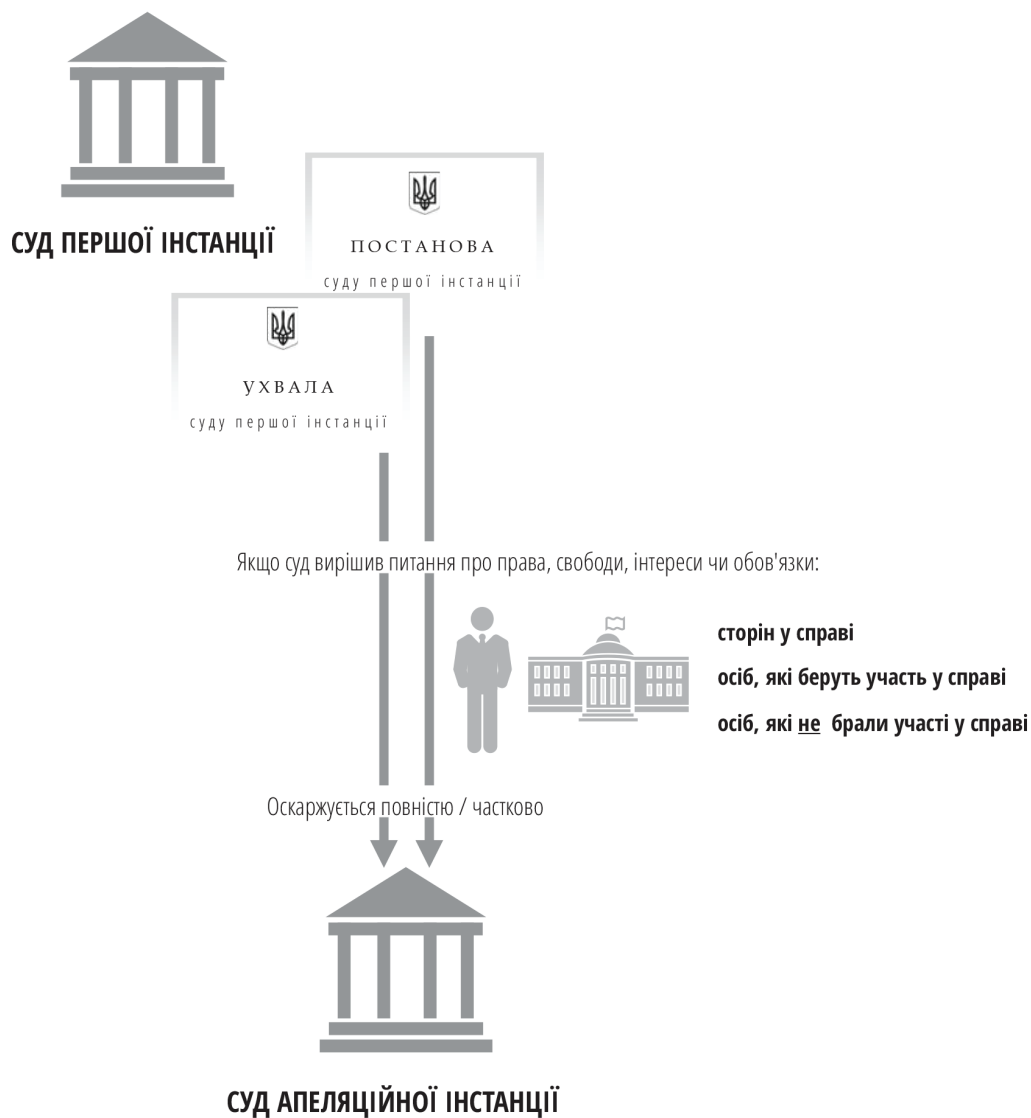 СУД ПЕРШОЇ ІНСТАНЦІЇ
ПОСТАНОВА
суду першої інстанції
УХВАЛА
суду першої інстанції
Якщо суд вирішив питання про права, свободи, інтереси чи обов'язки:
сторін у справі
осіб, які беруть участь у справі
осіб, які не брали участі у справі
Оскаржується повністю / частково
СУД АПЕЛЯЦІЙНОЇ ІНСТАНЦІЇ